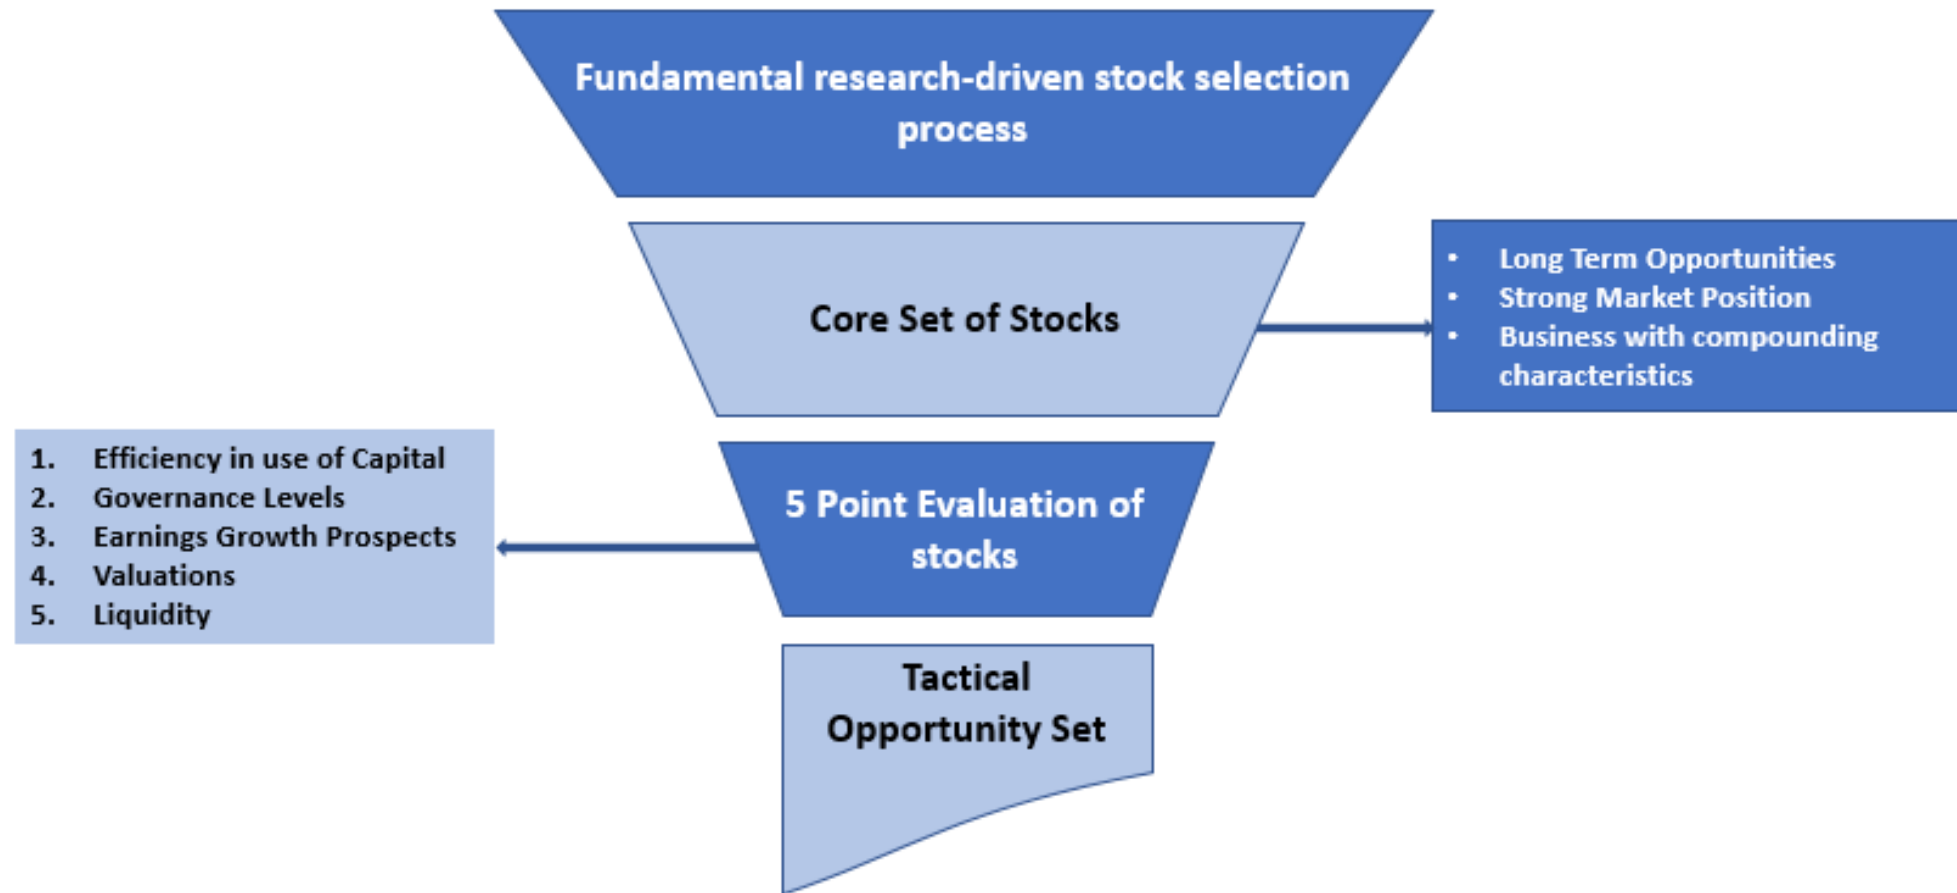 Fundamental research-driven stock selection
process
Core Set of Stocks
• Long Term Opportunities
• Strong Market Position
• Business with compounding
characteristics
5 Point Evaluation of
stocks
1. Efficiency in use of Capital
2. Governance Levels
3. Earnings Growth Prospects
4. Valuations
5. Liquidity
Tactical
Opportunity Set